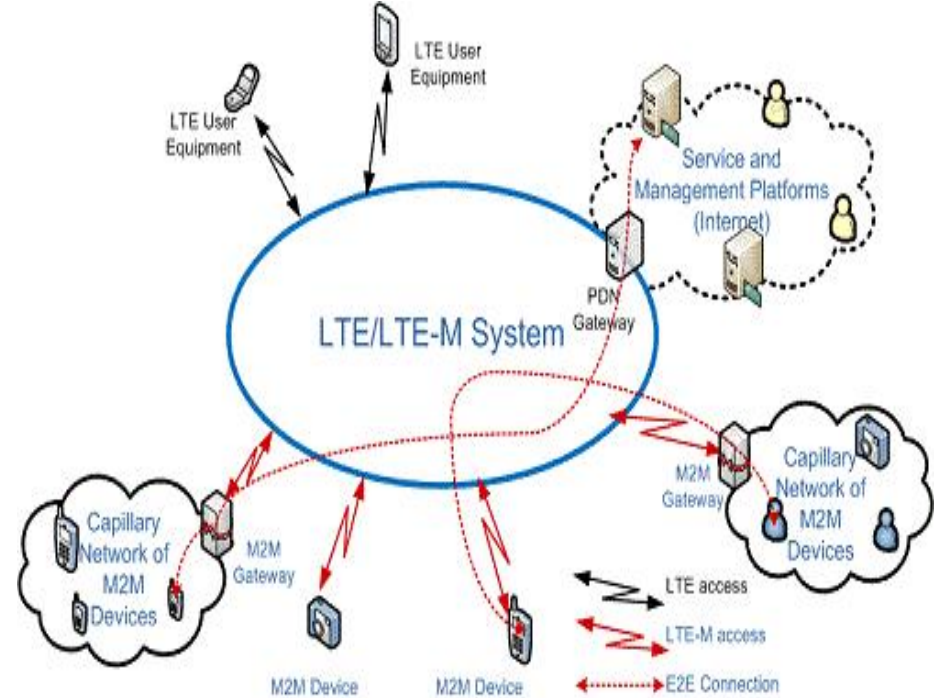 LTE User
Equipment
LTE User
Equipment
Service and
Management Platforms
(Internet)
PDN
Gateway
LTE/LTE-M System
M2M
Gateway
Capillary
Network of
M2M
Devices
Capillary
Network of
M2M
Devices
M2M
Gateway
M2M Device
M2M Device
LTE access
LTE-M access
E2E Connection